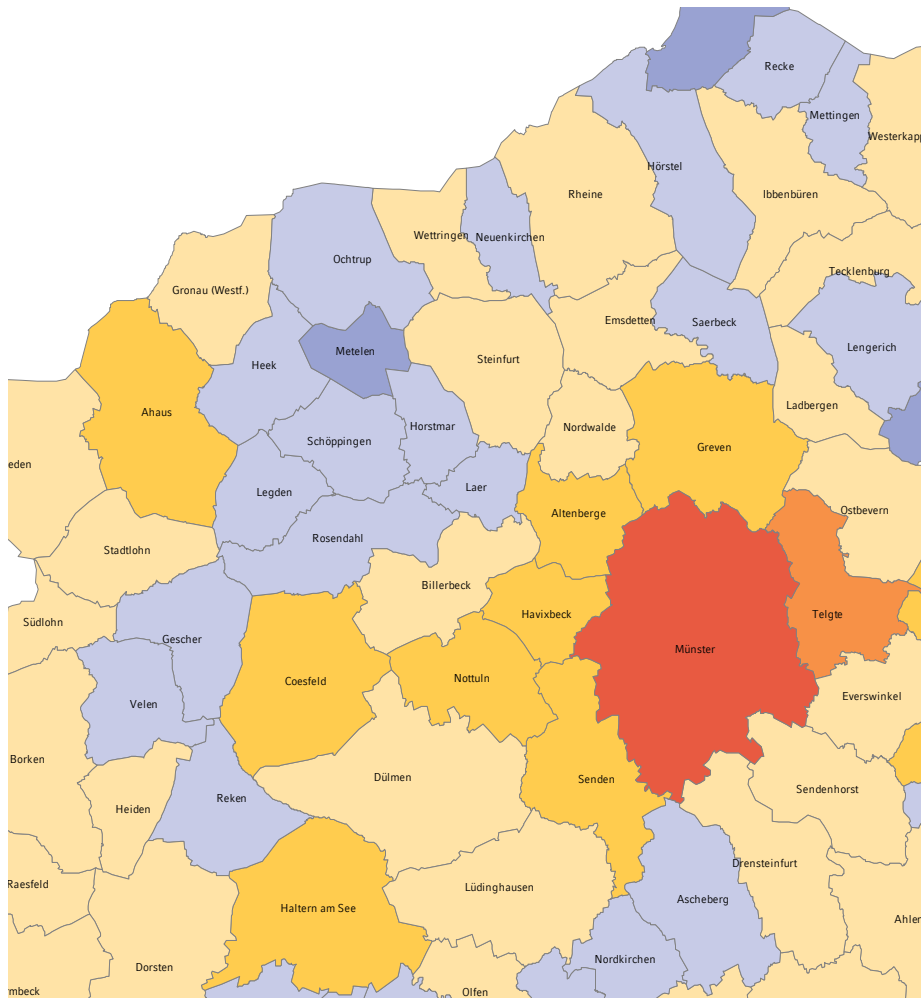 Recke
Mettingen
Westerkapp
Hörstel
Rheine
Ibbenbüren
Wettringen
Neuenkirchen
Ochtrup
Tecklenburg
Gronau (Westf.)
Emsdetten
Saerbeck
Lengerich
Metelen
Heek
Steinfurt
Ladbergen
Ahaus
Horstmar
Nordwalde
Schöppingen
Greven
eden
Legden
Laer
Altenberge
Ostbevern
Rosendahl
Stadtlohn
Billerbeck
Havixbeck
Telgte
Südlohn
Gescher
Münster
Nottuln
Coesfeld
Everswinkel
Velen
Borken
Dülmen
Senden
Sendenhorst
Reken
Heiden
Drensteinfurt
Raesfeld
Lüdinghausen
Ascheberg
Haltern am See
Ahler
Nordkirchen
Dorsten
rmbeck
Olfen